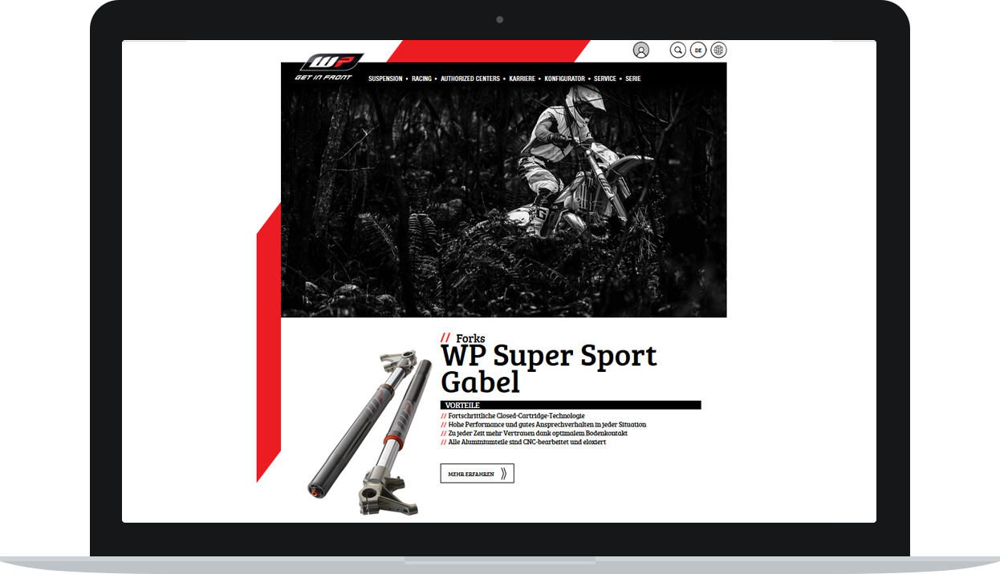 WP
GET IN FRONT
DE
SUSPENSION • RACING • AUTHORIZED CENTERS • KARRIERE • KONFIGURATOR • SERVICE • SERIE
// Forks
WP Super Sport
Gabel
VORTEILE
// Fortschrittliche Closed-Cartridge-Technologie
// Hohe Performance und gutes Ansprechverhalten in jeder Situation
// Zu jeder Zeit mehr Vertrauen dank optimalem Bodenkontakt
// Alle Aluminiumteile sind CNC-bearbeitet und eloxiert
MEHR ERFAHREN